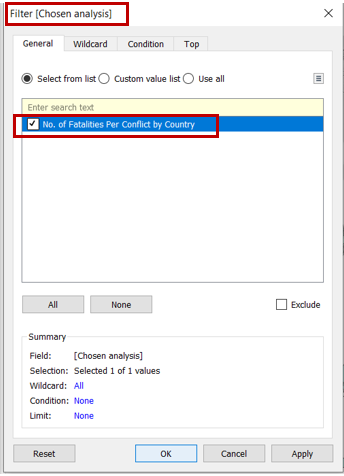 Filter [Chosen analysis]
General Wildcard Condition Top
Select from list Custom value list Use all
Enter search text
No. of Fatalities Per Conflict by Country
All None Exclude
Summary
Field: [Chosen analysis]
Selection: Selected 1 of 1 values
Wildcard: All
Condition: None
Limit: None
Reset OK Cancel Apply